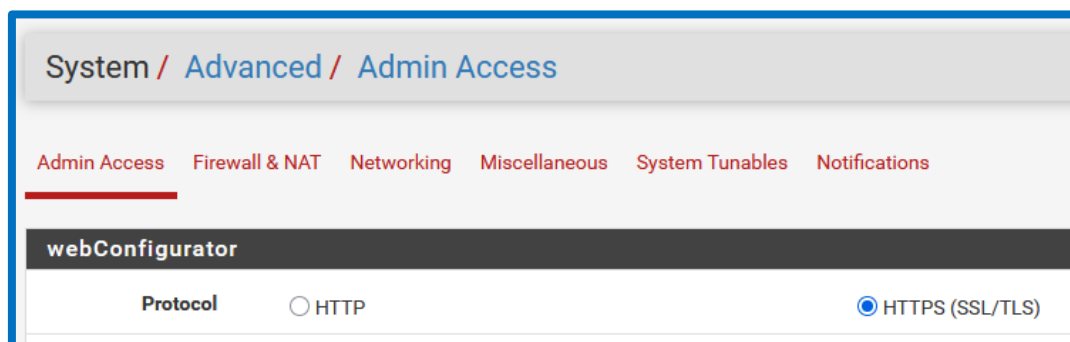 System / Advanced / Admin Access
Admin Access Firewall & NAT Networking Miscellaneous System Tunables Notifications
webConfigurator
Protocol HTTP HTTPS (SSL/TLS)